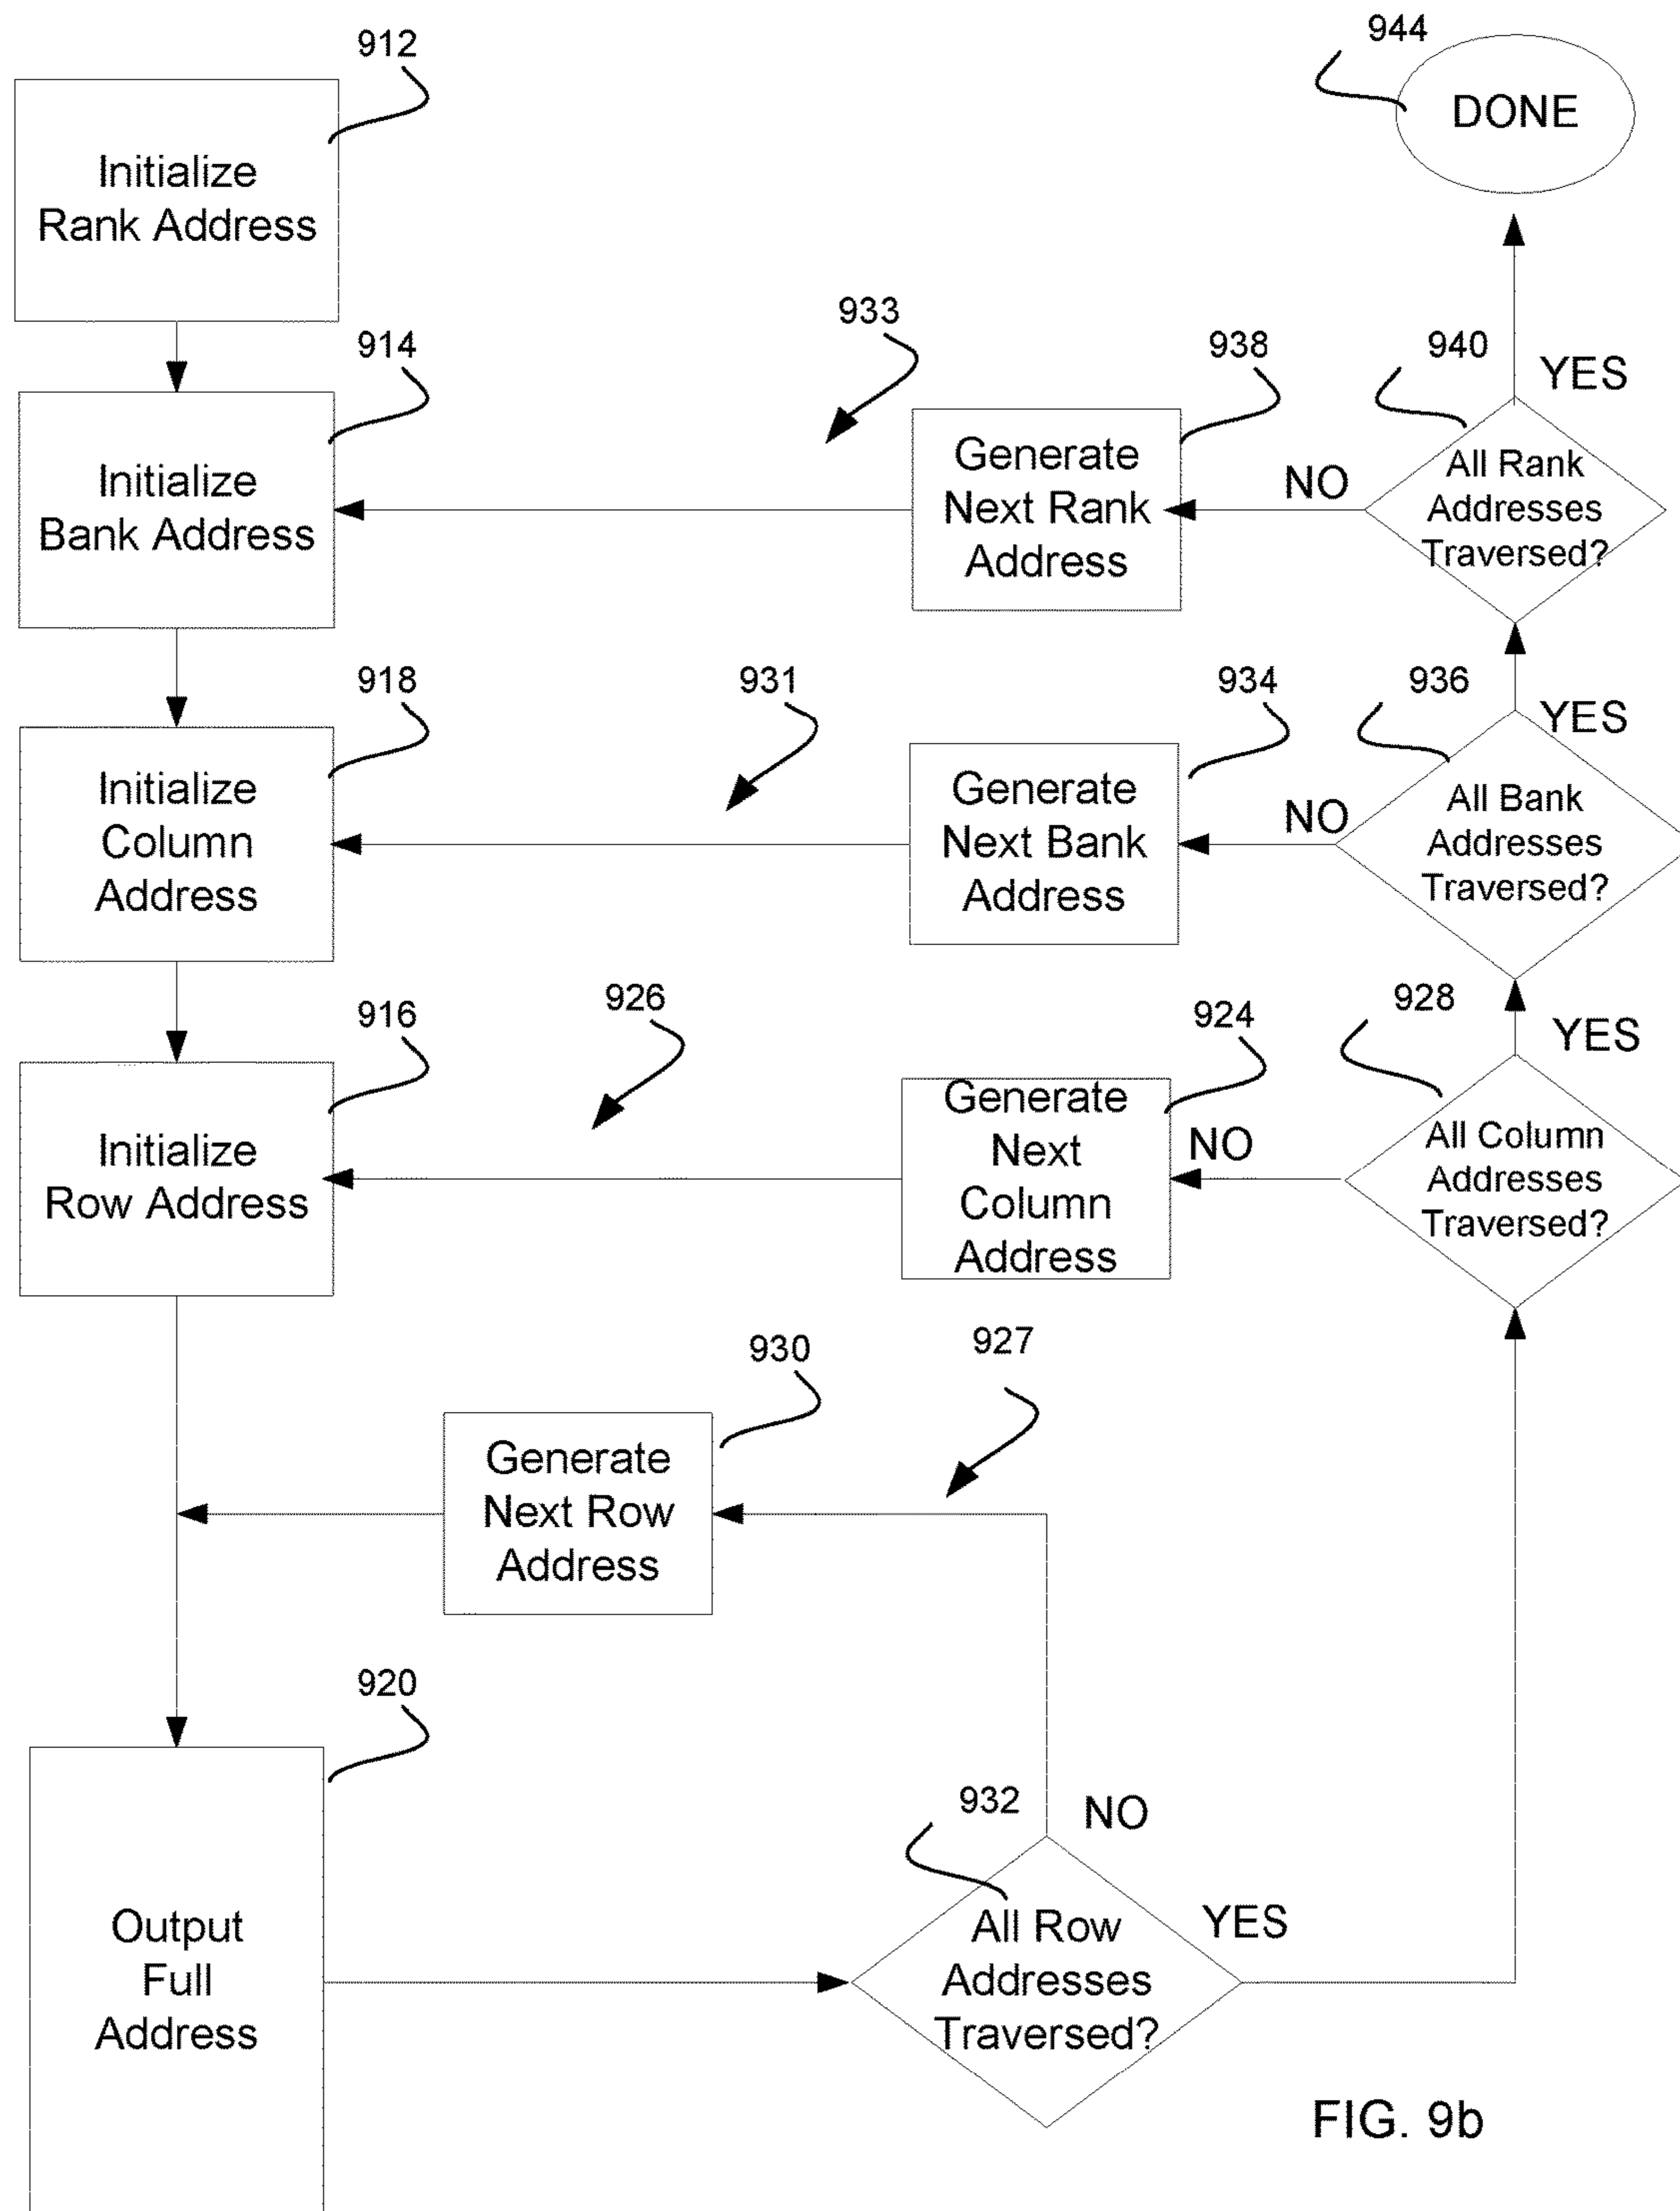 912
944
DONE
Initialize
Rank Address
933
938
940
YES
914
Generate
Next Rank
Address
NO
All Rank
Addresses
Traversed?
Initialize
Bank Address
918
931
934
936
YES
Initialize
Column
Address
Generate
Next Bank
Address
NO
All Bank
Addresses
Traversed?
916
926
924
928
YES
Initialize
Row Address
Generate
Next
Column
Address
NO
All Column
Addresses
Traversed?
930
927
Generate
Next Row
Address
920
932
NO
Output
Full
Address
All Row
Addresses
Traversed?
YES
FIG. 9b